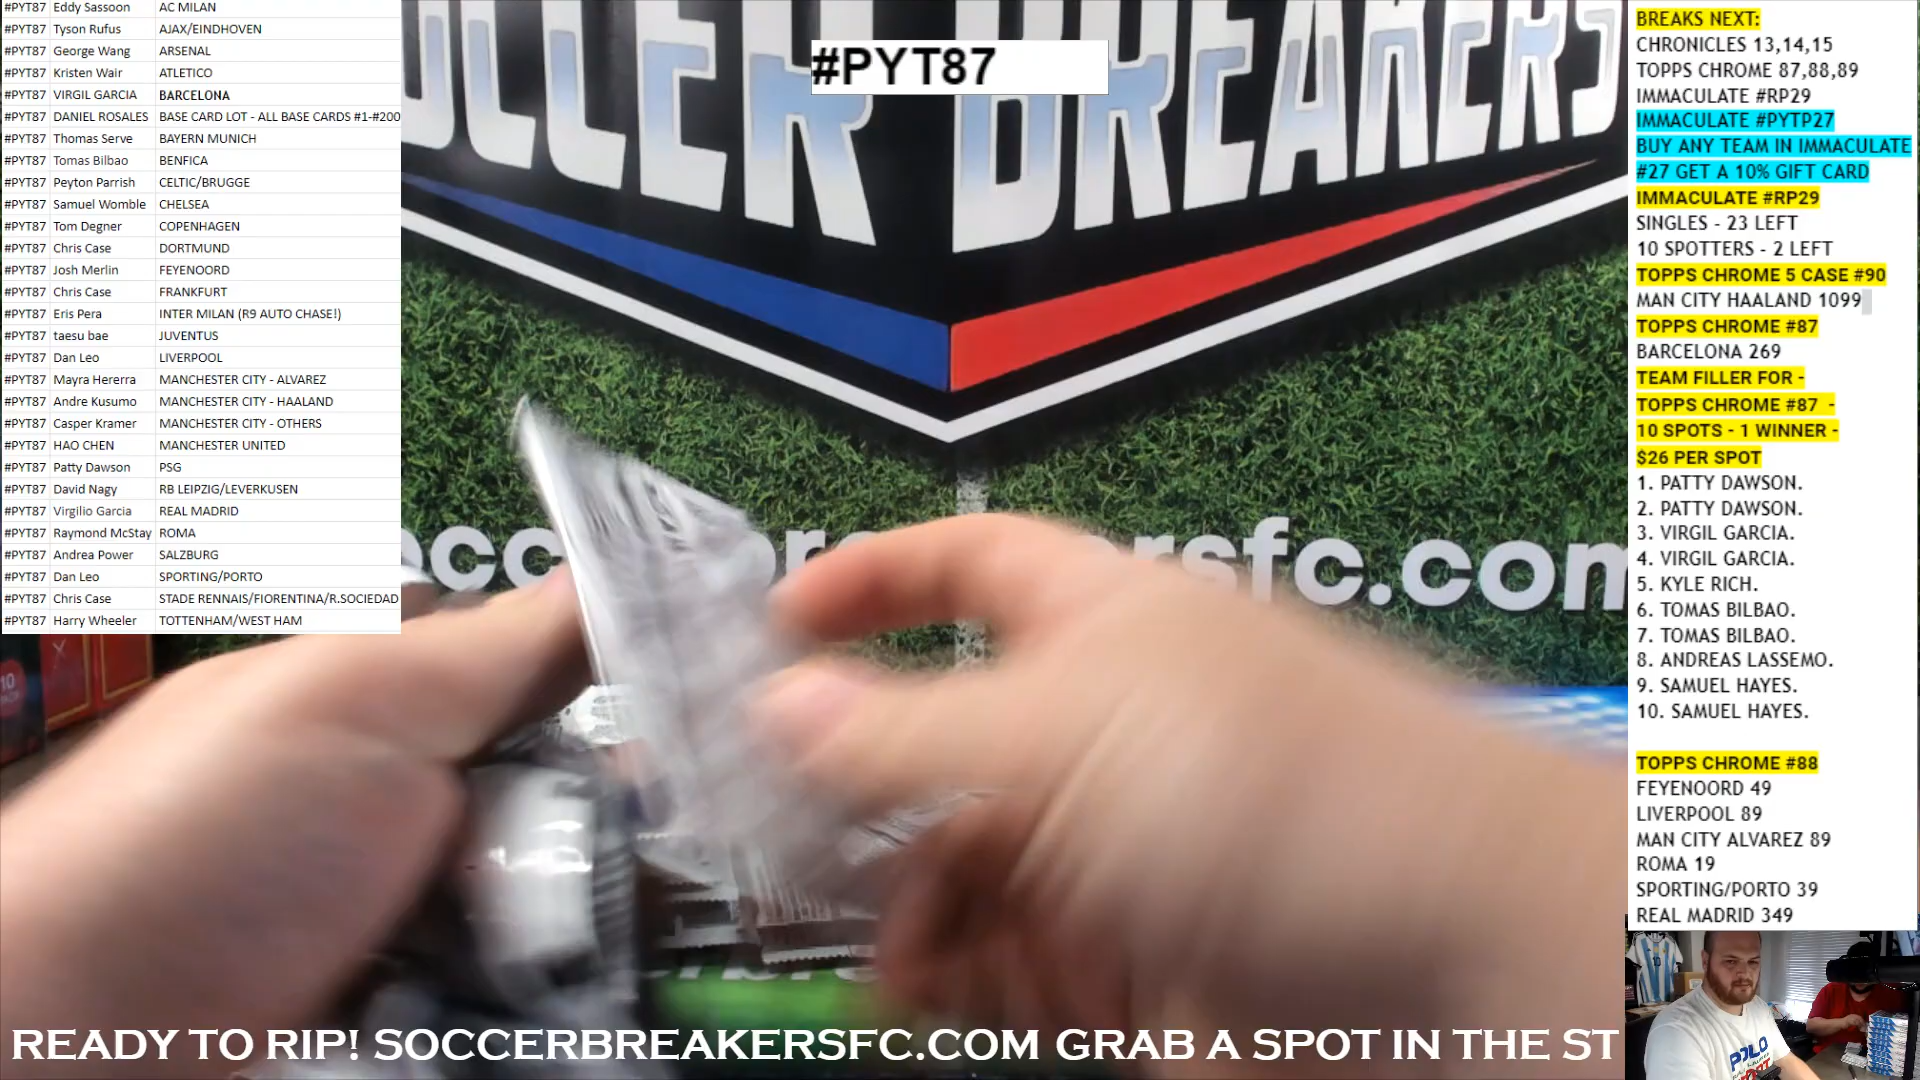 #PYT87 Eddy Sassoon AC MILAN
#PYT87 Tyson Rufus AJAX/EINDHOVEN
#PYT87 George Wang ARSENAL
#PYT87 Kristen Wair ATLETICO
#PYT87 VIRGIL GARCIA BARCELONA
#PYT87 DANIEL ROSALES BASE CARD LOT - ALL BASE CARDS #1-#200
#PYT87 Thomas Serve BAYERN MUNICH
#PYT87 Tomas Bilbao BENFICA
#PYT87 Peyton Parrish CELTIC/BRUGGE
#PYT87 Samuel Womble CHELSEA
#PYT87 Tom Degner COPENHAGEN
#PYT87 Chris Case DORTMUND
#PYT87 Josh Merlin FEYENOORD
#PYT87 Chris Case FRANKFURT
#PYT87 Eris Pera INTER MILAN (R9 AUTO CHASE!)
#PYT87 taesu bae JUVENTUS
#PYT87 Dan Leo LIVERPOOL
#PYT87 Mayra Hererra MANCHESTER CITY - ALVAREZ
#PYT87 Andre Kusumo MANCHESTER CITY - HAALAND
#PYT87 Casper Kramer MANCHESTER CITY - OTHERS
#PYT87 HAO CHEN MANCHESTER UNITED
#PYT87 Patty Dawson PSG
#PYT87 David Nagy RB LEIPZIG/LEVERKUSEN
#PYT87 Virgilio Garcia REAL MADRID
#PYT87 Raymond McStay ROMA
#PYT87 Andrea Power SALZBURG
#PYT87 Dan Leo SPORTING/PORTO
#PYT87 Chris Case STADE RENNAIS/FIORENTINA/R.SOCIEDAD
#PYT87 Harry Wheeler TOTTENHAM/WEST HAM
#PYT87
CCER BREAKERS
soccerbreakersfc.com
BREAKS NEXT:
CHRONICLES 13,14,15
TOPPS CHROME 87,88,89
IMMACULATE #RP29
IMMACULATE #PYTP27
BUY ANY TEAM IN IMMACULATE
#27 GET A 10% GIFT CARD
IMMACULATE #RP29
SINGLES - 23 LEFT
10 SPOTTERS - 2 LEFT
TOPPS CHROME 5 CASE #90
MAN CITY HAALAND 1099
TOPPS CHROME #87
BARCELONA 269
TEAM FILLER FOR -
TOPPS CHROME #87 -
10 SPOTS - 1 WINNER -
$26 PER SPOT
1. PATTY DAWSON.
2. PATTY DAWSON.
3. VIRGIL GARCIA.
4. VIRGIL GARCIA.
5. KYLE RICH.
6. TOMAS BILBAO.
7. TOMAS BILBAO.
8. ANDREAS LASSEMO.
9. SAMUEL HAYES.
10. SAMUEL HAYES.
TOPPS CHROME #88
FEYENOORD 49
LIVERPOOL 89
MAN CITY ALVAREZ 89
ROMA 19
SPORTING/PORTO 39
REAL MADRID 349
10
POLO
READY TO RIP! SOCCERBREAKERSFC.COM GRAB A SPOT IN THE ST